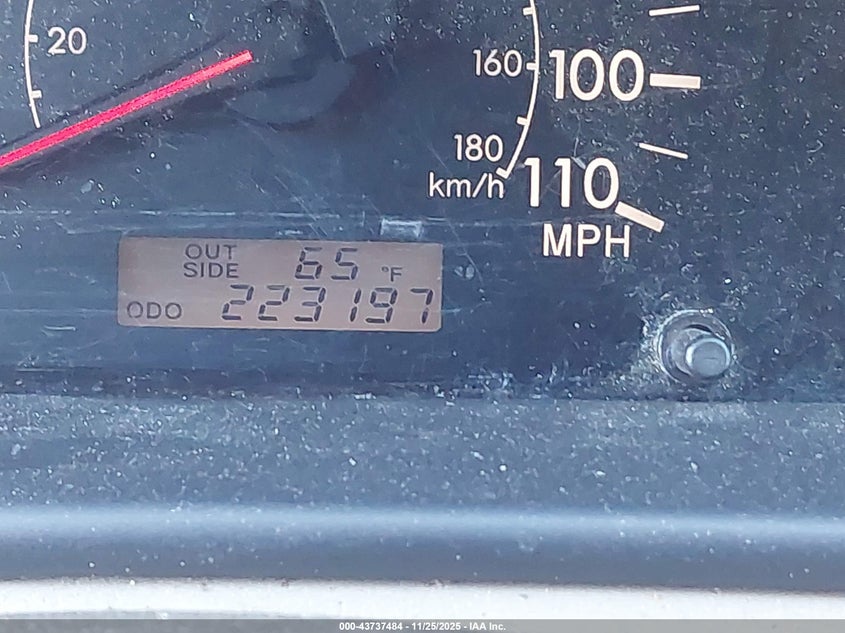 20
160
100
180
km/h
110
MPH
OUT
SIDE 65 °F
ODO 223197
000-43737484 - 11/25/2025 - IAA Inc.